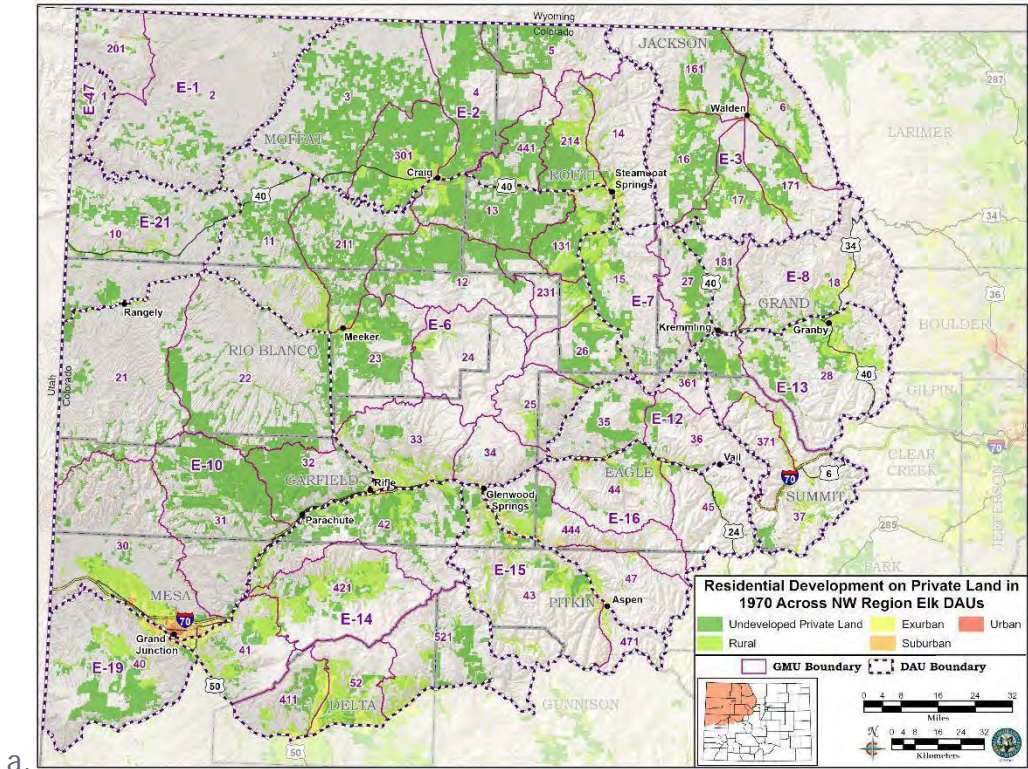 Wyoming
Colorado
JACKSON
201
5
161
287
E-1
1
2
E-47
4
6
3
E-2
Walden
LARIMER
MOFFAT
14
214
441
301
16
E-3
Craig
ROUTT
Steamboat
Springs
40
171
40
13
17
E-21
10
34
11
211
131
34
181
E-8
15
27
40
18
12
E-7
36
231
GRAND
Rangely
E-6
Kremmling
Granby
BOULDER
Meeker
RIO BLANCO
23
24
26
40
21
22
28
Utah
Colorado
E-13
361
GILPIN
25
35
E-12
33
36
371
E-10
34
Vail
CLEAR
CREEK
70
32
EAGLE
70
6
JEFFERSON
GARFIELD
Rifle
44
SUMMIT
Glenwood
Springs
45
37
Parachute
E-16
31
42
24
285
444
30
PARK
E-15
47
MESA
421
43
PITKIN
Aspen
70
E-14
Grand
Junction
41
521
471
E-19
40
50
52
411
DELTA
GUNNISON
50
Residential Development on Private Land in
1970 Across NW Region Elk DAUs
Undeveloped Private Land
Exurban
Urban
Rural
Suburban
GMU Boundary
DAU Boundary
0 4 8 16 24 32
Miles
N
0 4 8 16 24 32
Kilometers
a.